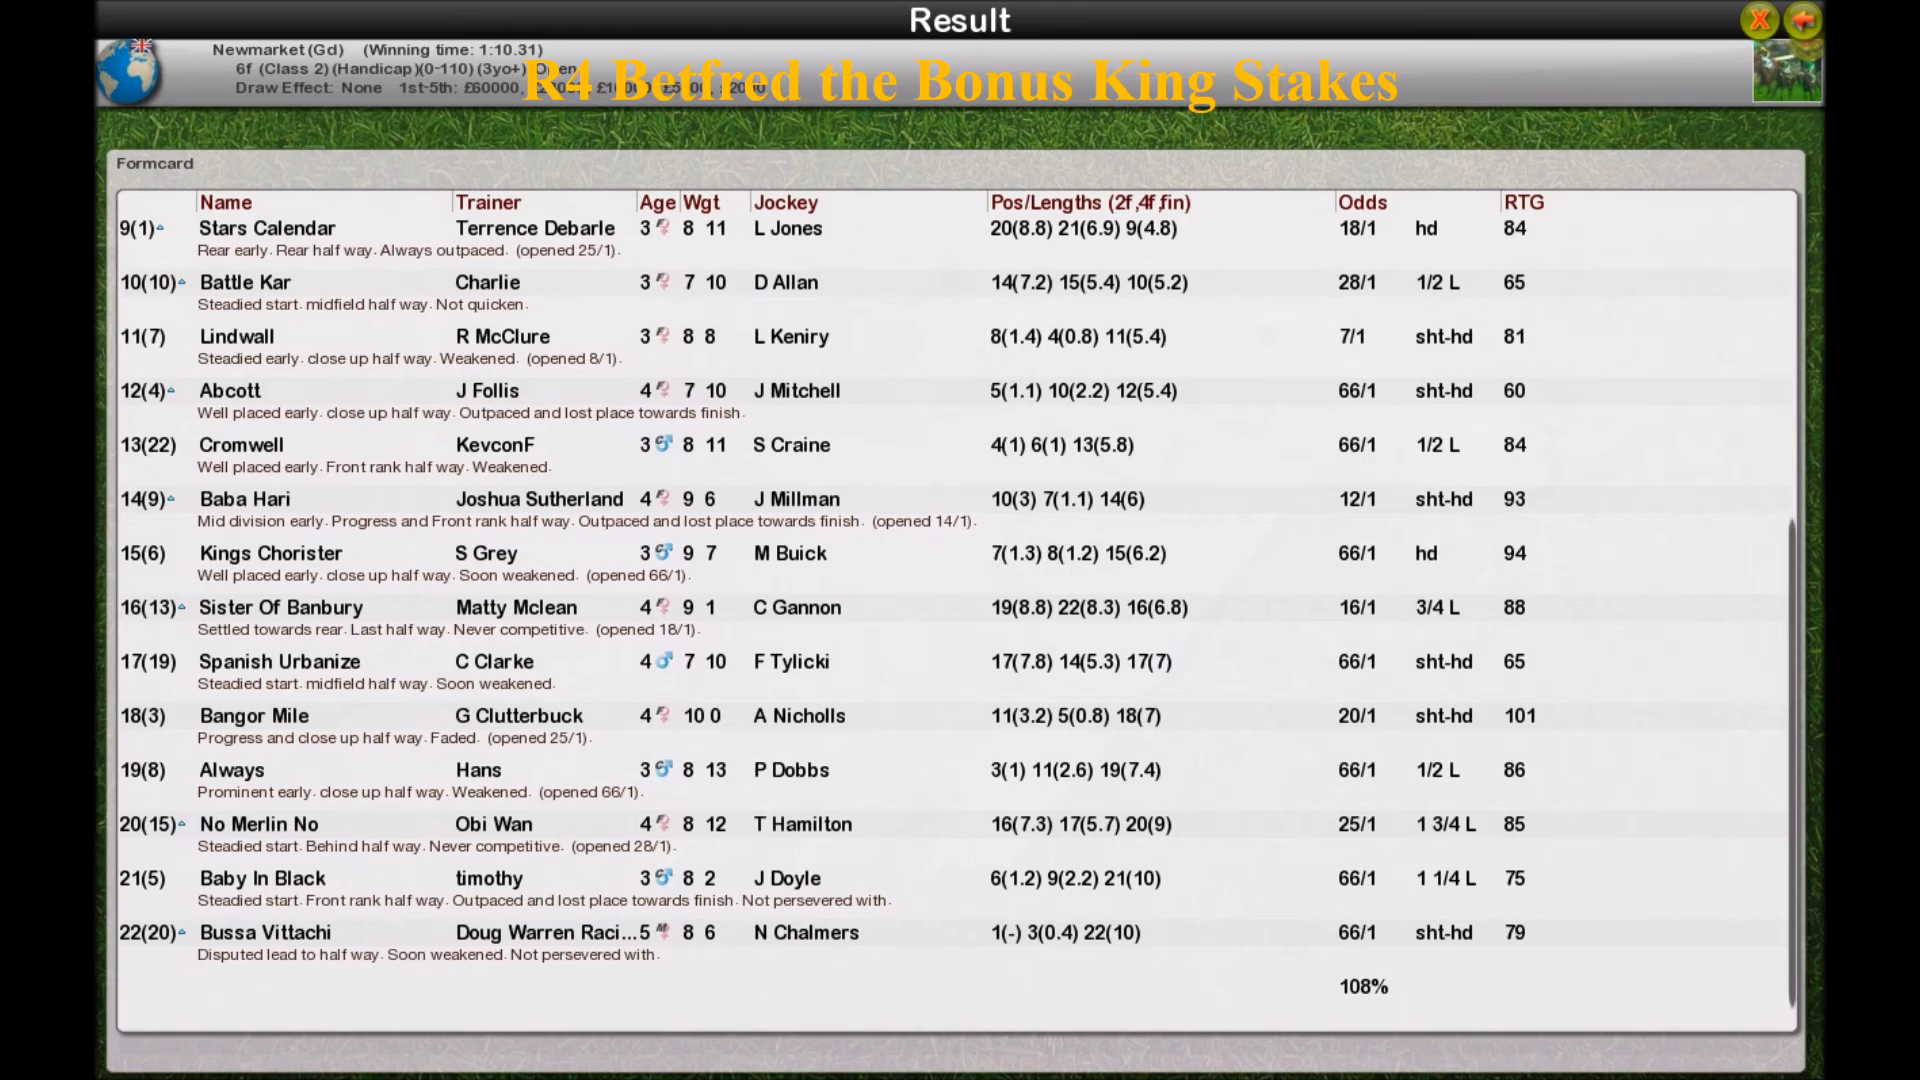 Result
Newmarket (Gd) (Winning time: 1:10.31)
6f (Class 2) (Handicap)(0-110) (3yo+) Open
R4 Betfred the Bonus King Stakes
Draw Effect: None 1st-5th: £60000,
Formcard
Name Trainer Age Wgt Jockey Pos/Lengths (2f,4f,fin) Odds RTG
9(1) Stars Calendar Terrence Debarle 3 8 11 L Jones 20(8.8) 21(6.9) 9(4.8) 18/1 hd 84
Rear early. Rear half way. Always outpaced. (opened 25/1).
10(10) Battle Kar Charlie 3 7 10 D Allan 14(7.2) 15(5.4) 10(5.2) 28/1 1/2 L 65
Steadied start. midfield half way. Not quicken.
11(7) Lindwall R McClure 3 8 8 L Keniry 8(1.4) 4(0.8) 11(5.4) 7/1 sht-hd 81
Steadied early. close up half way. Weakened. (opened 8/1).
12(4) Abcott J Follis 4 7 10 J Mitchell 5(1.1) 10(2.2) 12(5.4) 66/1 sht-hd 60
Well placed early. close up half way. Outpaced and lost place towards finish.
13(22) Cromwell KevconF 3 8 11 S Craine 4(1) 6(1) 13(5.8) 66/1 1/2 L 84
Well placed early. Front rank half way. Weakened.
14(9) Baba Hari Joshua Sutherland 4 9 6 J Millman 10(3) 7(1.1) 14(6) 12/1 sht-hd 93
Mid division early. Progress and Front rank half way. Outpaced and lost place towards finish. (opened 14/1).
15(6) Kings Chorister S Grey 3 9 7 M Buick 7(1.3) 8(1.2) 15(6.2) 66/1 hd 94
Well placed early. close up half way. Soon weakened. (opened 66/1).
16(13) Sister Of Banbury Matty Mclean 4 9 1 C Gannon 19(8.8) 22(8.3) 16(6.8) 16/1 3/4 L 88
Settled towards rear. Last half way. Never competitive. (opened 18/1).
17(19) Spanish Urbanize C Clarke 4 7 10 F Tylicki 17(7.8) 14(5.3) 17(7) 66/1 sht-hd 65
Steadied start. midfield half way. Soon weakened.
18(3) Bangor Mile G Clutterbuck 4 10 0 A Nicholls 11(3.2) 5(0.8) 18(7) 20/1 sht-hd 101
Progress and close up half way. Faded. (opened 25/1).
19(8) Always Hans 3 8 13 P Dobbs 3(1) 11(2.6) 19(7.4) 66/1 1/2 L 86
Prominent early. close up half way. Weakened. (opened 66/1).
20(15) No Merlin No Obi Wan 4 8 12 T Hamilton 16(7.3) 17(5.7) 20(9) 25/1 1 3/4 L 85
Steadied start. Behind half way. Never competitive. (opened 28/1).
21(5) Baby In Black timothy 3 8 2 J Doyle 6(1.2) 9(2.2) 21(10) 66/1 1 1/4 L 75
Steadied start. Front rank half way. Outpaced and lost place towards finish. Not persevered with.
22(20) Bussa Vittachi Doug Warren Raci... 5 8 6 N Chalmers 1(-) 3(0.4) 22(10) 66/1 sht-hd 79
Disputed lead to half way. Soon weakened. Not persevered with.
108%